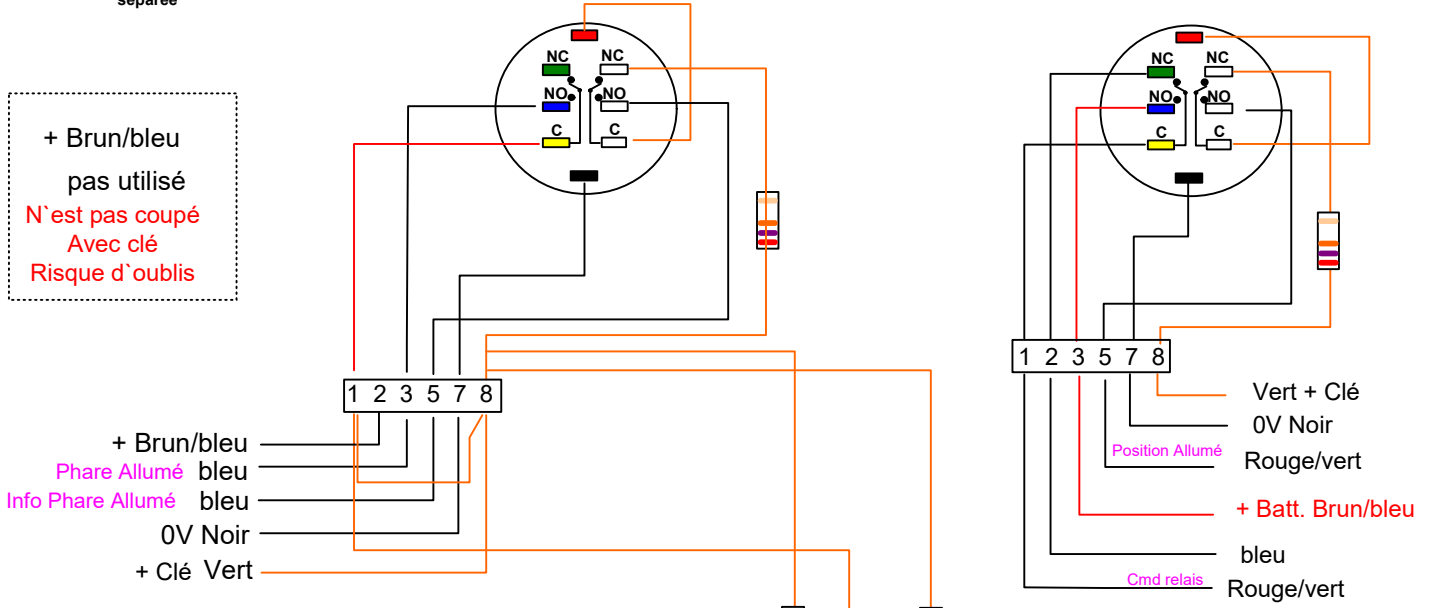 séparée
+ Brun/bleu
pas utilisé
N`est pas coupé
Avec clé
Risque d`oublis
NC NC
NO NO
C C
1 2 3 5 7 8
+ Brun/bleu
Phare Allumé bleu
Info Phare Allumé bleu
0V Noir
+ Clé Vert
NC NC
NO NO
C C
1 2 3 5 7 8
Vert + Clé
0V Noir
Position Allumé
Rouge/vert
+ Batt. Brun/bleu
bleu
Cmd relais Rouge/vert